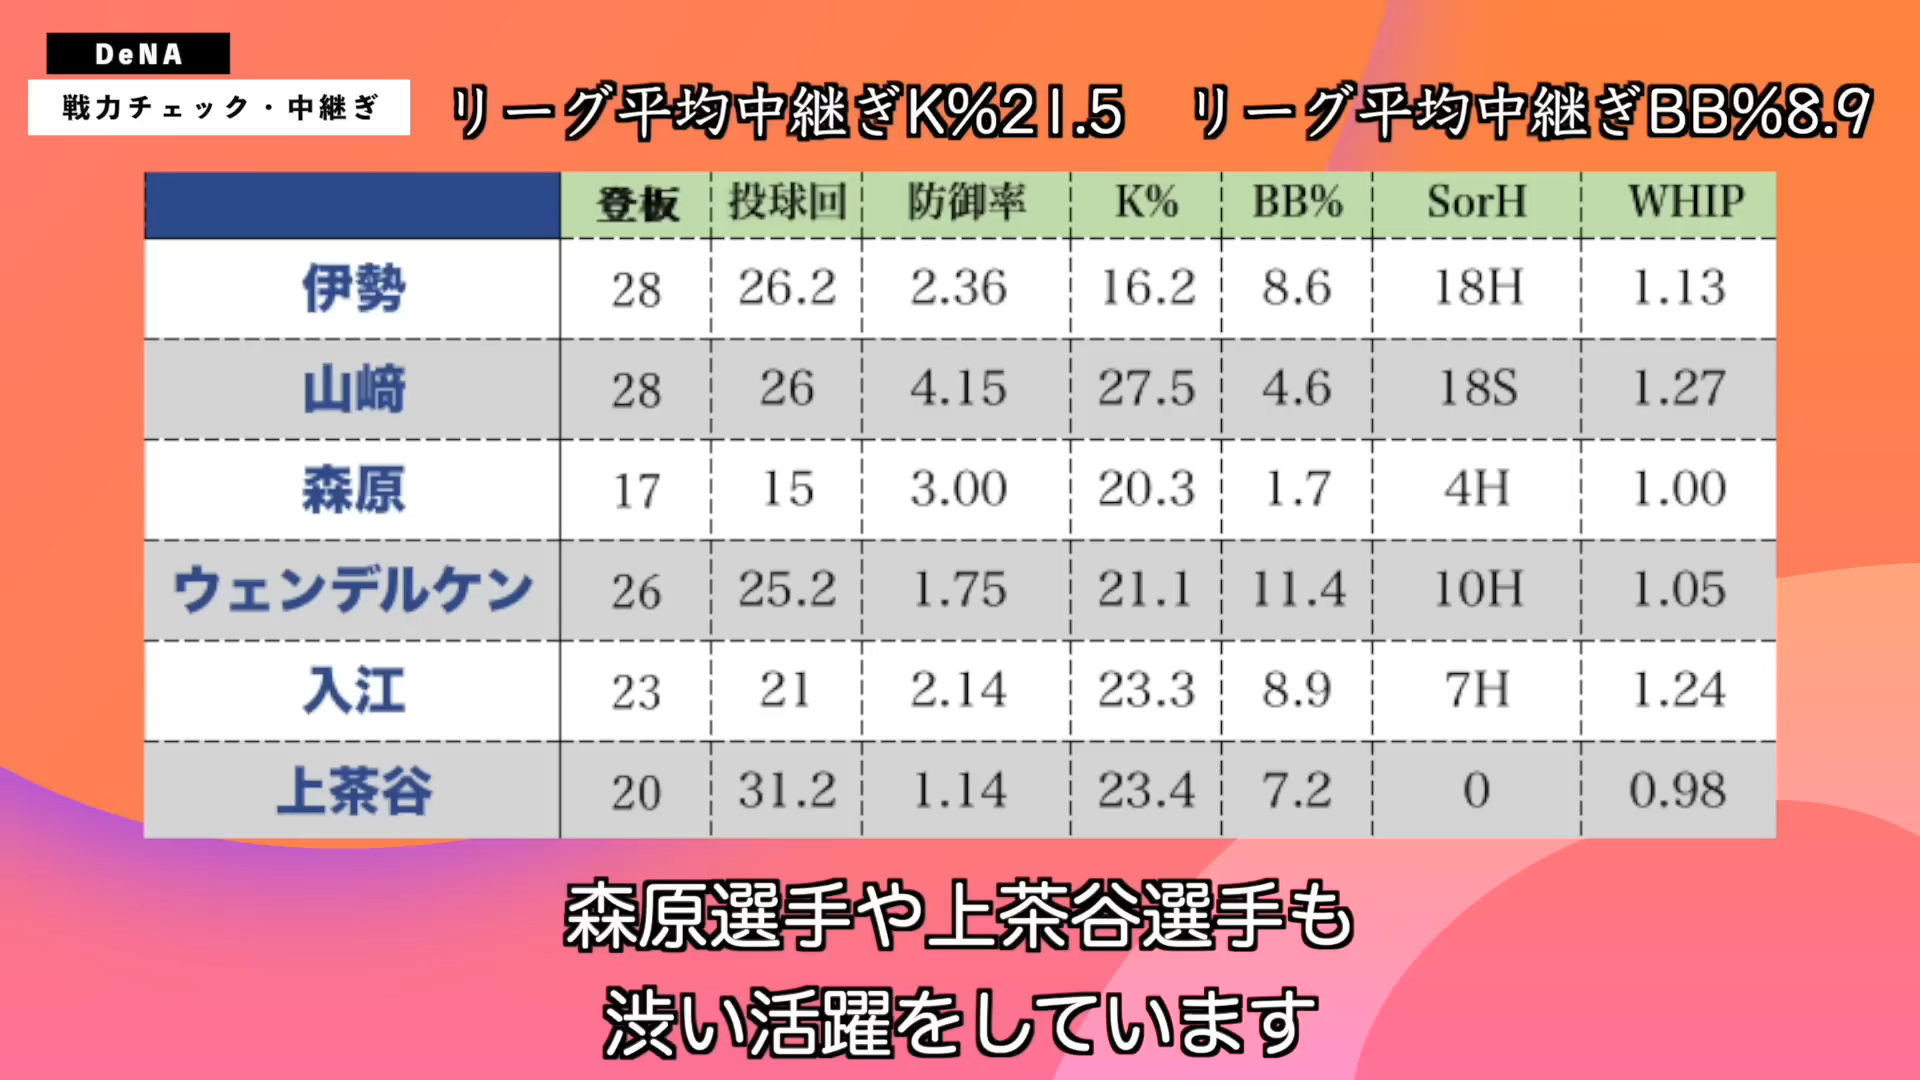 DeNA
戦力チェック・中継ぎ
リーグ平均中継ぎK%21.5 リーグ平均中継ぎBB%8.9
登板 投球回 防御率 K% BB% SorH WHIP
伊勢 28 26.2 2.36 16.2 8.6 18H 1.13
山﨑 28 26 4.15 27.5 4.6 18S 1.27
森原 17 15 3.00 20.3 1.7 4H 1.00
ウェンデルケン 26 25.2 1.75 21.1 11.4 10H 1.05
入江 23 21 2.14 23.3 8.9 7H 1.24
上茶谷 20 31.2 1.14 23.4 7.2 0 0.98
森原選手や上茶谷選手も
渋い活躍をしています